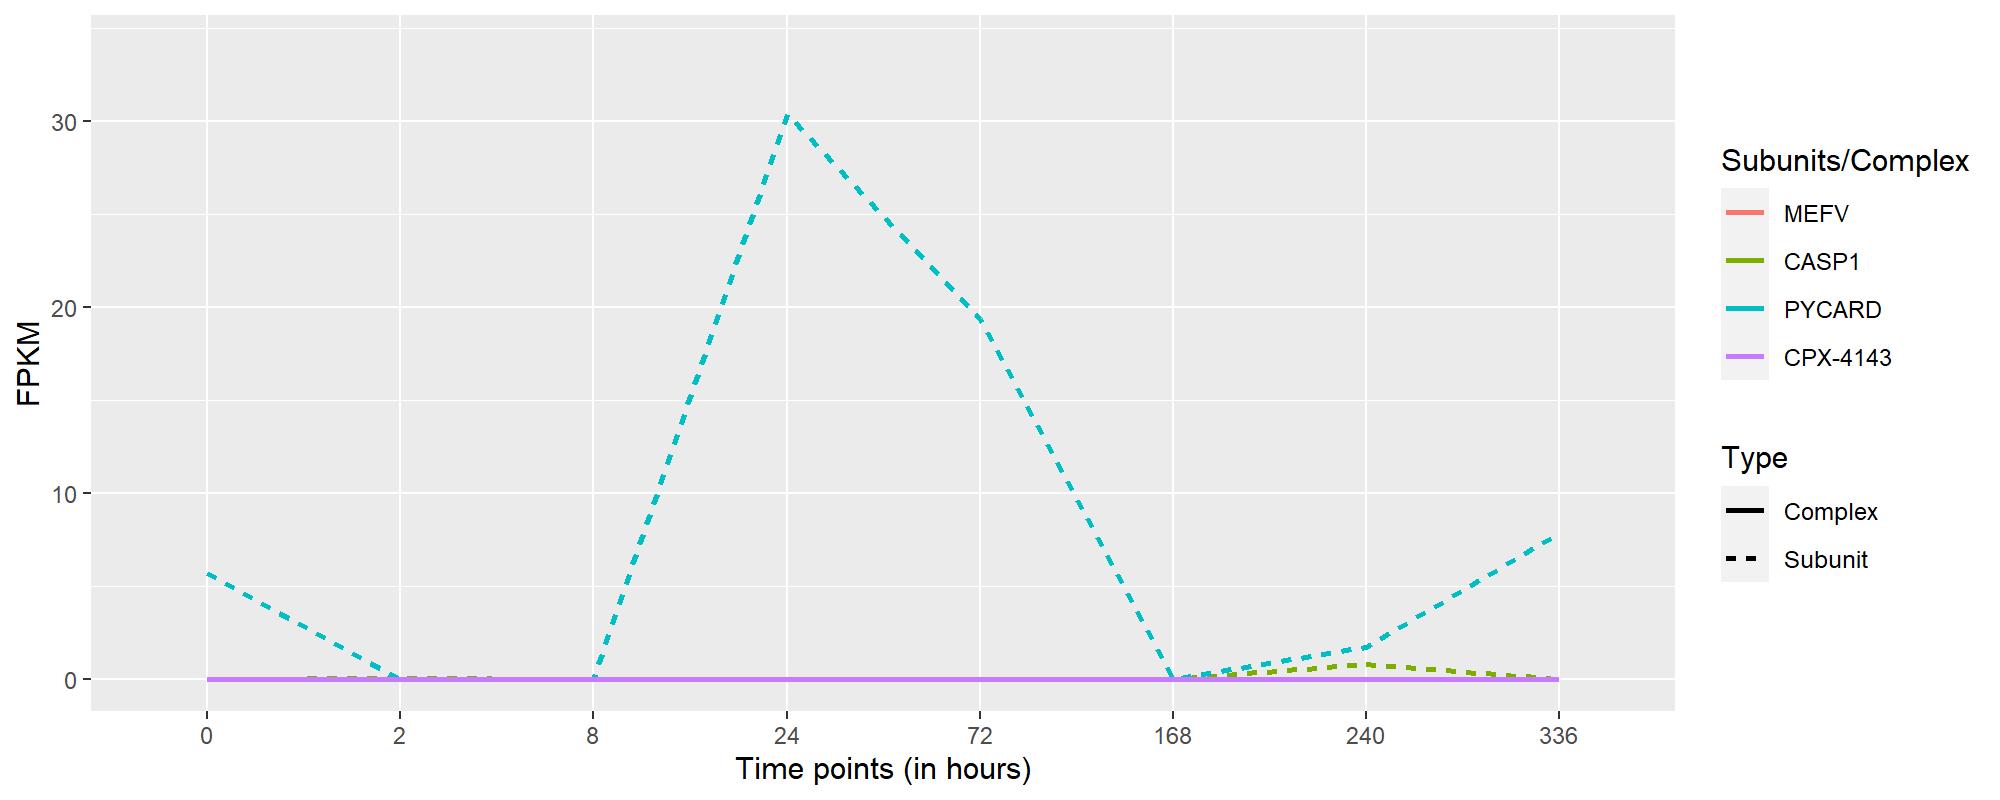 FPKM
30
20
10
0
0 2 8 24 72 168 240 336
Time points (in hours)
Subunits/Complex
MEFV
CASP1
PYCARD
CPX-4143
Type
Complex
Subunit